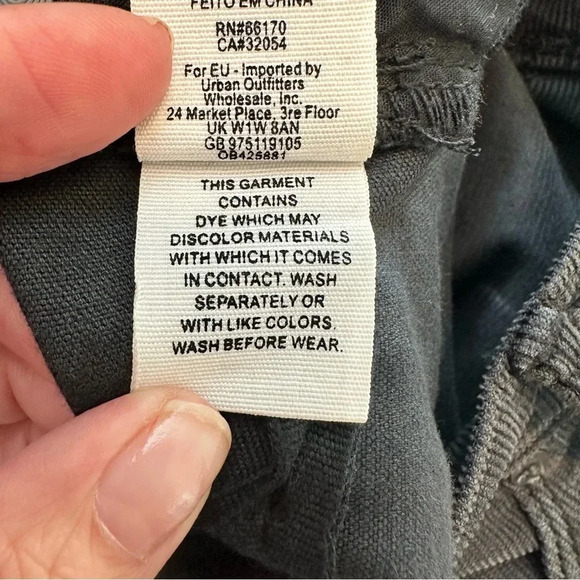 FEITO EM CHINA
RN#66170
CA#32054
For EU - Imported by
Urban Outfitters
Wholesale, Inc.
24 Market Place, 3re Floor
UK W1W 8AN
GB 975119105
OB425881
THIS GARMENT
CONTAINS
DYE WHICH MAY
DISCOLOR MATERIALS
WITH WHICH IT COMES
IN CONTACT. WASH
SEPARATELY OR
WITH LIKE COLORS.
WASH BEFORE WEAR.